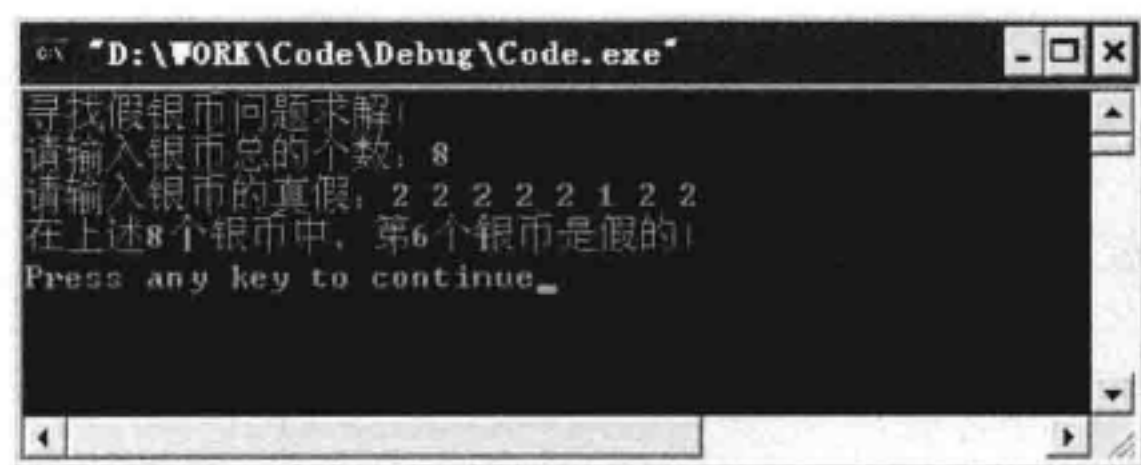 "D:\WORK\Code\Debug\Code.exe"
寻找假银币问题求解！
请输入银币总的个数：8
请输入银币的真假：2 2 2 2 2 1 2 2
在上述8个银币中，第6个银币是假的！
Press any key to continue_